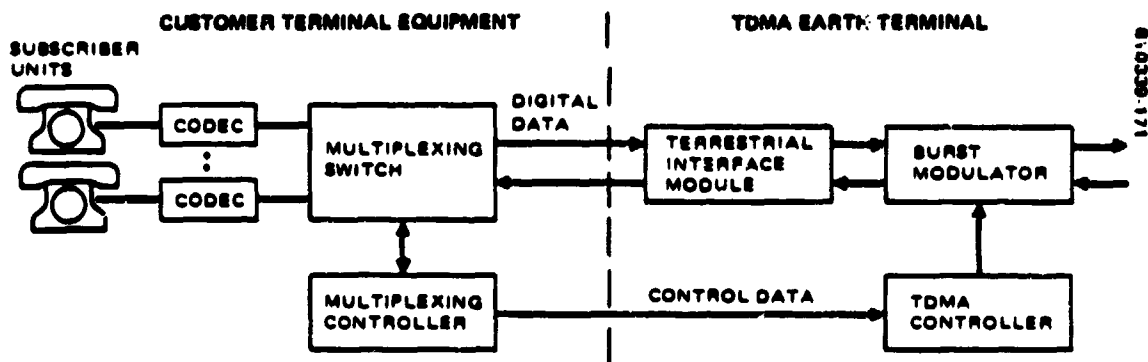 CUSTOMER TERMINAL EQUIPMENT
TDMA EARTH TERMINAL
SUBSCRIBER
UNITS
CODEC
CODEC
MULTIPLEXING
SWITCH
DIGITAL
DATA
TERRESTRIAL
INTERFACE
MODULE
BURST
MODULATOR
MULTIPLEXING
CONTROLLER
CONTROL DATA
TDMA
CONTROLLER